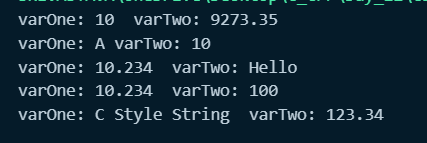 varOne: 10  varTwo: 9273.35
varOne: A varTwo: 10
varOne: 10.234  varTwo: Hello
varOne: 10.234  varTwo: 100
varOne: C Style String  varTwo: 123.34